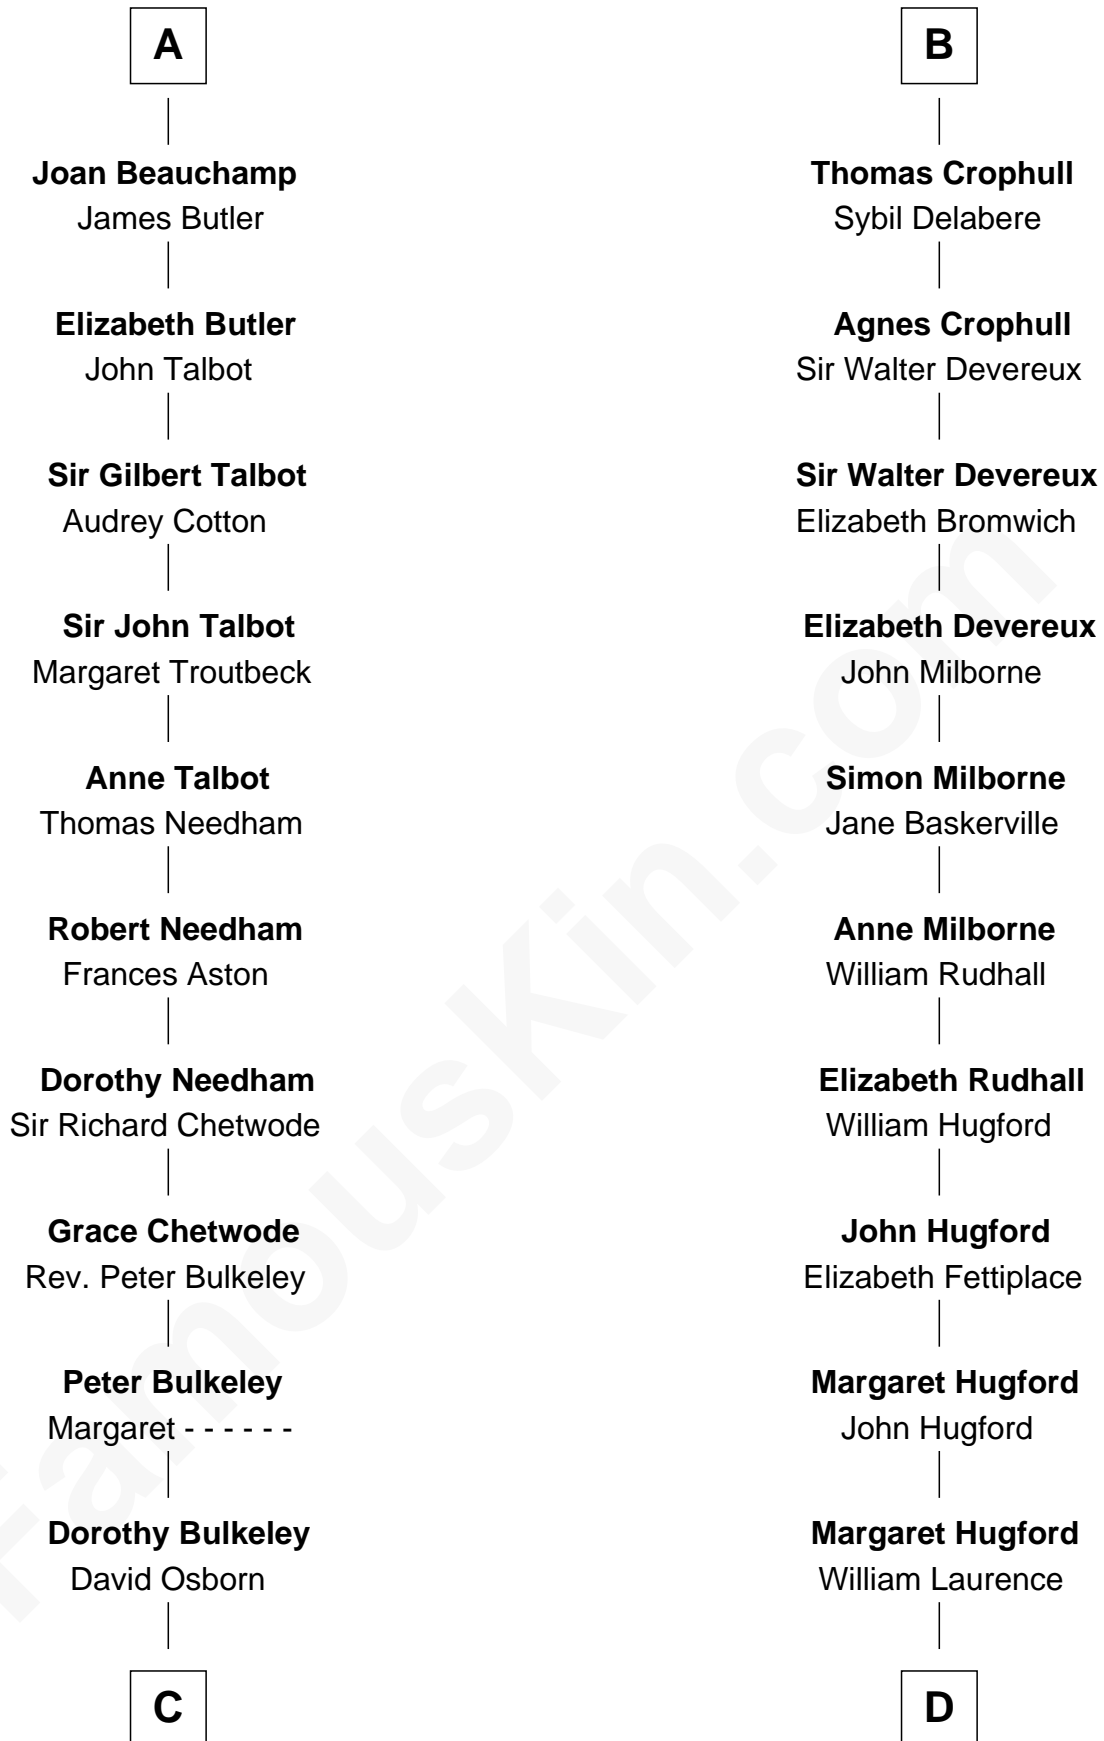 A
Joan Beauchamp
James Butler
Elizabeth Butler
John Talbot
Sir Gilbert Talbot
Audrey Cotton
Sir John Talbot
Margaret Troutbeck
Anne Talbot
Thomas Needham
Robert Needham
Frances Aston
Dorothy Needham
Sir Richard Chetwode
Grace Chetwode
Rev. Peter Bulkeley
Peter Bulkeley
Margaret - - - - - -
Dorothy Bulkeley
David Osborn
C
B
Thomas Crophull
Sybil Delabere
Agnes Crophull
Sir Walter Devereux
Sir Walter Devereux
Elizabeth Bromwich
Elizabeth Devereux
John Milborne
Simon Milborne
Jane Baskerville
Anne Milborne
William Rudhall
Elizabeth Rudhall
William Hugford
John Hugford
Elizabeth Fettiplace
Margaret Hugford
John Hugford
Margaret Hugford
William Laurence
D
FamousKin.com